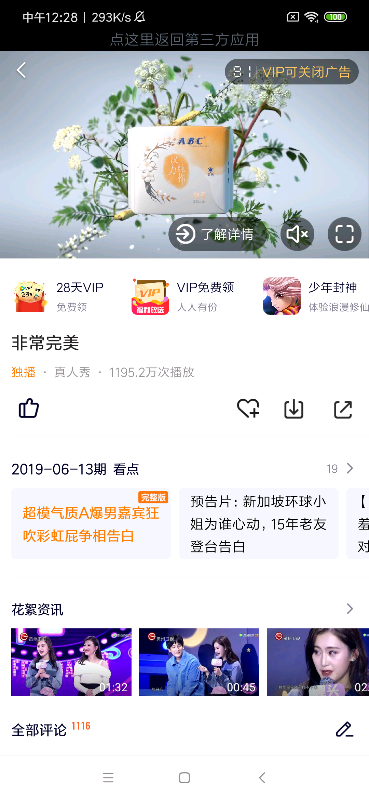 中午12:28 | 293K/s
100
点这里返回第三方应用
81 VIP可关闭广告
ABC
了解详情
28天VIP
免费领
VIP
VIP免费领
人人有份
少年封神
体验浪漫修仙
非常完美
独播 · 真人秀 · 1195.2万次播放
2019-06-13期 看点
19
完整版
超模气质A爆男嘉宾狂
吹彩虹屁争相告白
预告片: 新加坡环球小
姐为谁心动, 15年老友
登台告白
【
羞
对
花絮资讯
01:32
00:45
02:
全部评论 1116